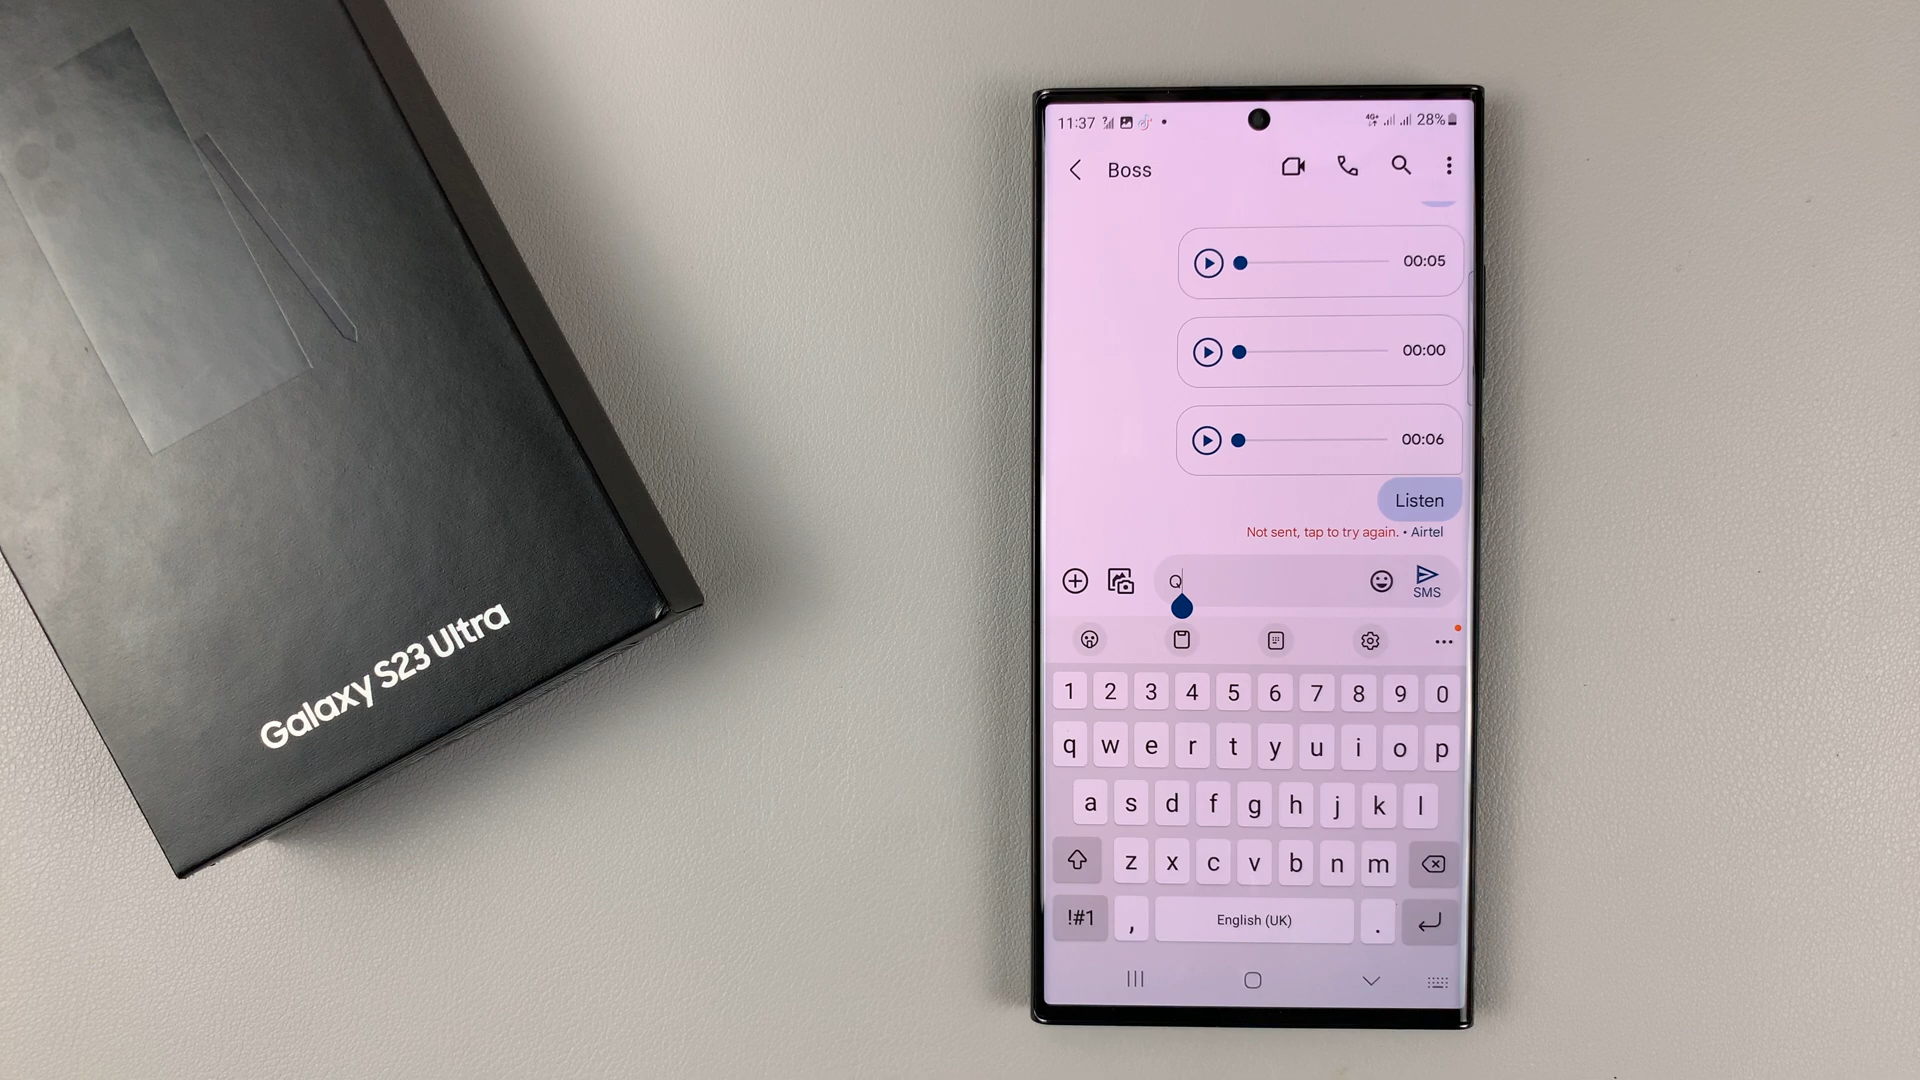 Galaxy S23 Ultra
11:37
4G+
28%
Boss
00:05
00:00
00:06
Listen
Not sent, tap to try again. • Airtel
Q
SMS
1 2 3 4 5 6 7 8 9 0
q w e r t y u i o p
a s d f g h j k l
z x c v b n m
!#1 , English (UK) .